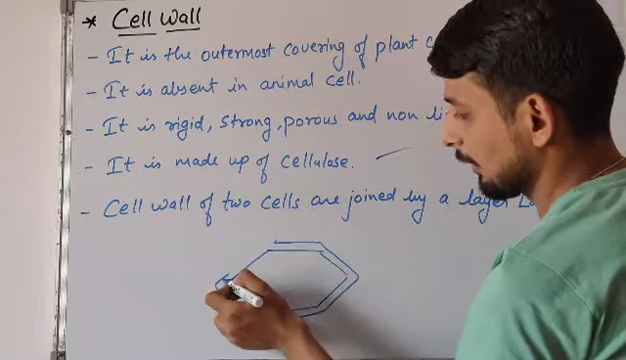 * Cell Wall
- It is the outermost covering of plant
- It is absent in animal cell.
- It is rigid, strong, porous and non
- It is made up of cellulose.
- Cell wall of two cells are joined by a layer